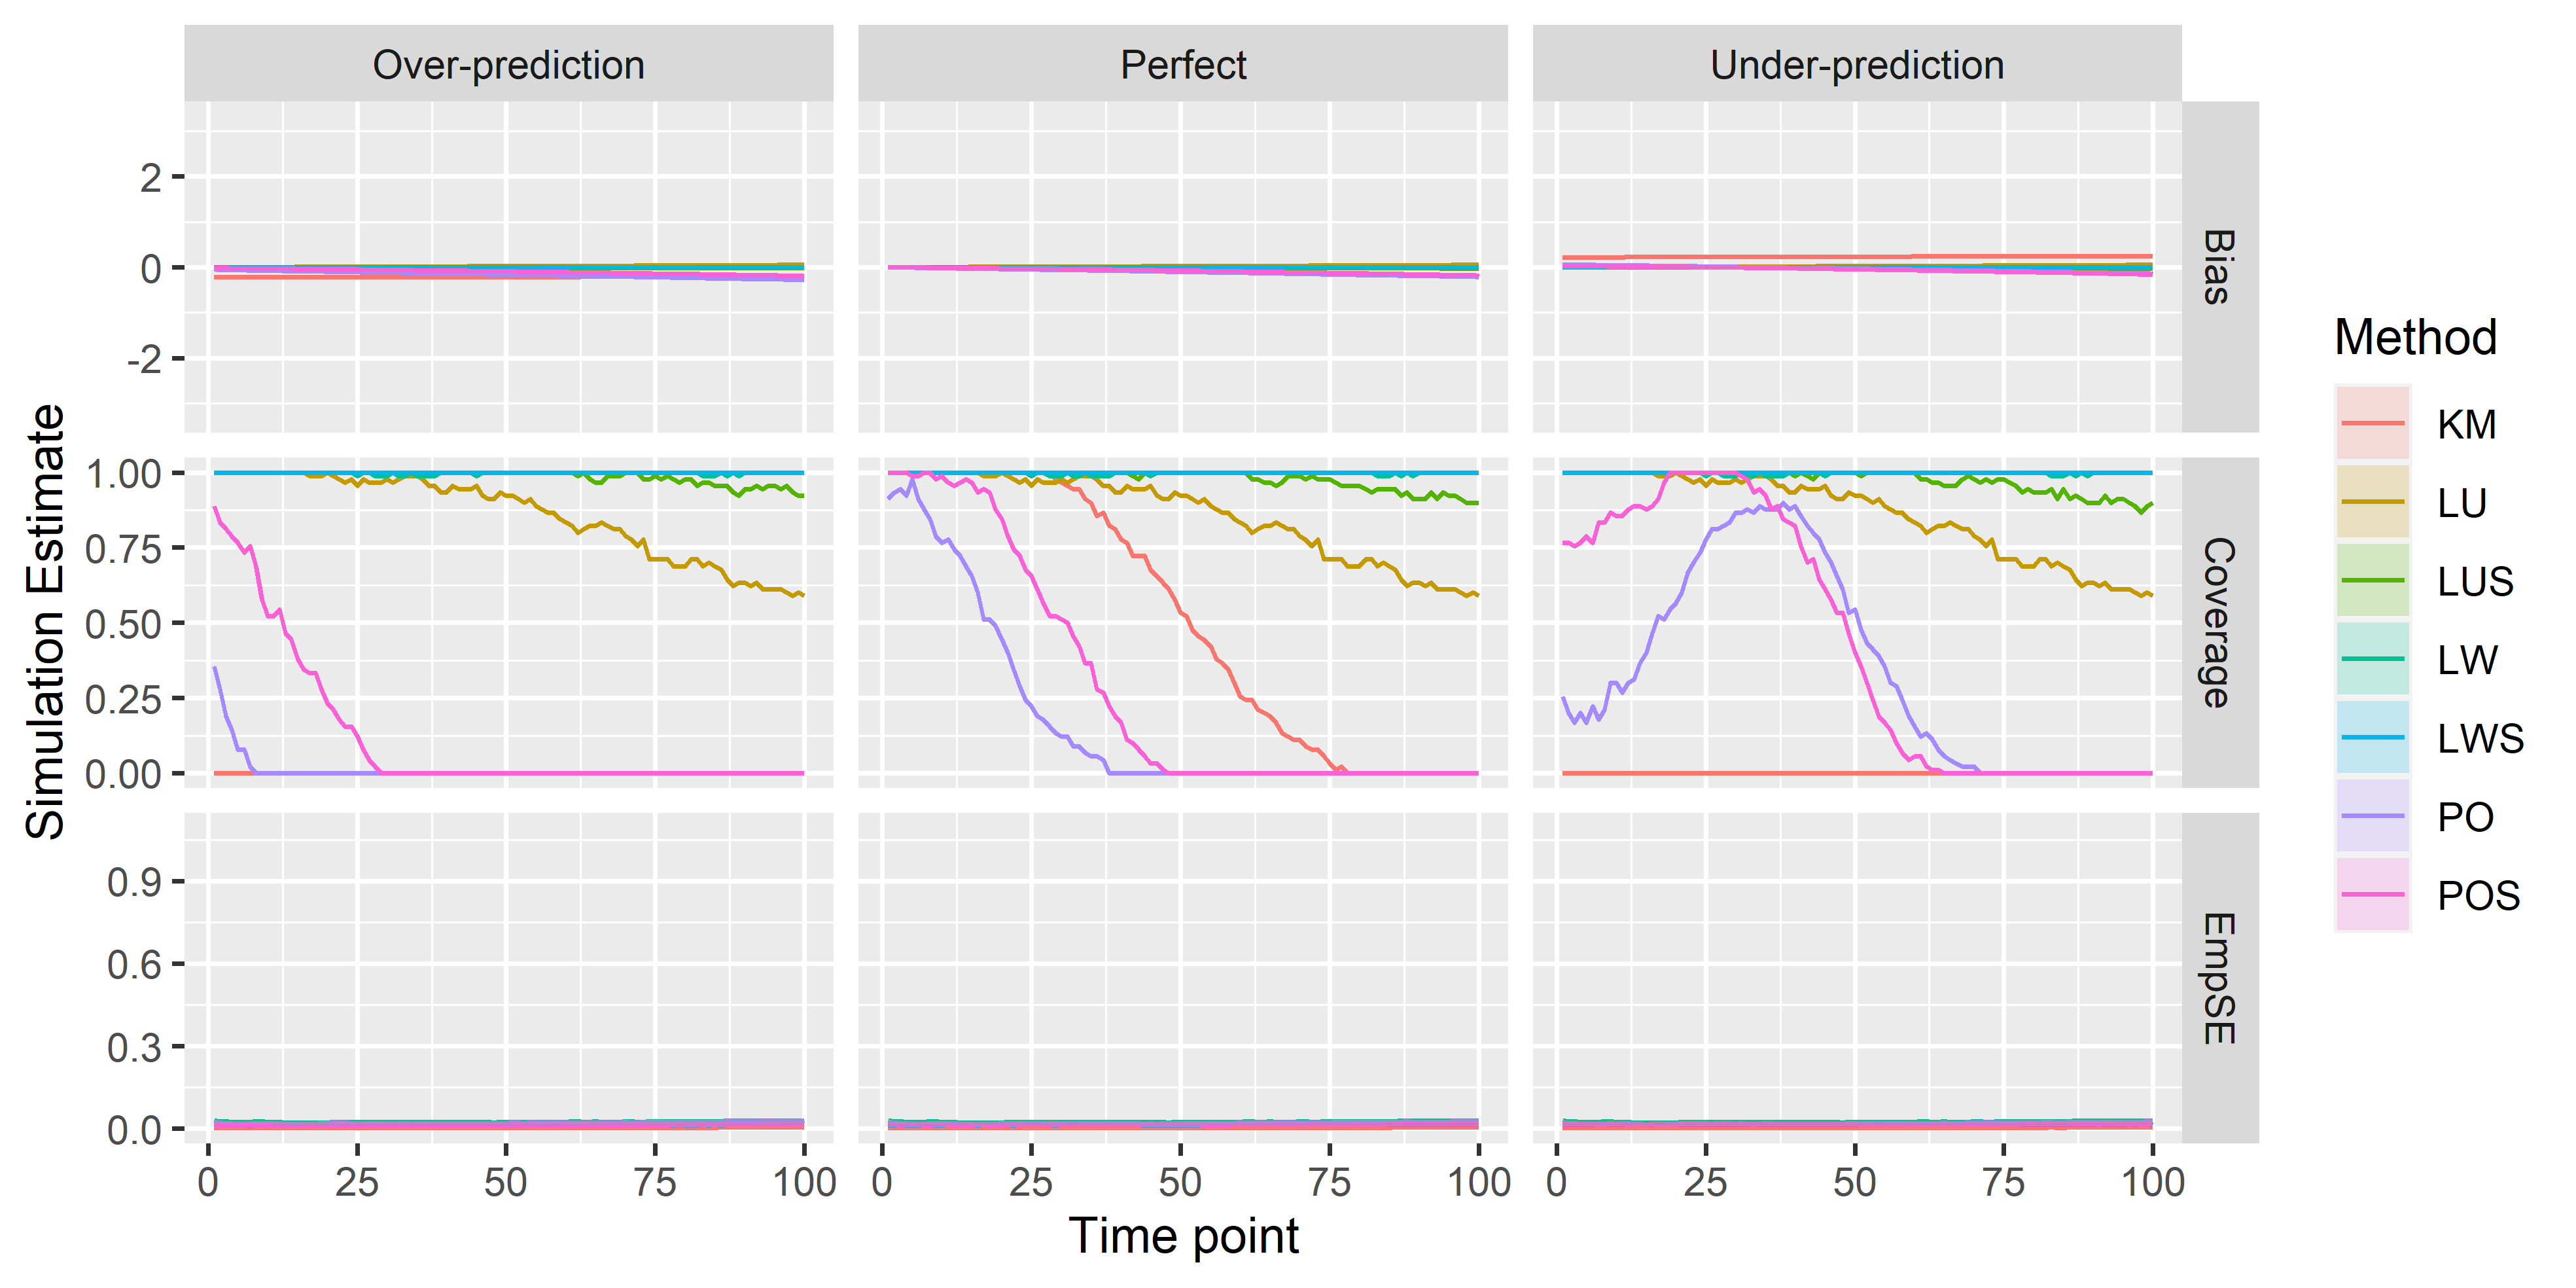 Over-prediction
Perfect
Under-prediction
2
0
-2
Bias
1.00
0.75
0.50
0.25
0.00
Coverage
0.9
0.6
0.3
0.0
EmpSE
0 25 50 75 100
0 25 50 75 100
0 25 50 75 100
Time point
Simulation Estimate
Method
KM
LU
LUS
LW
LWS
PO
POS